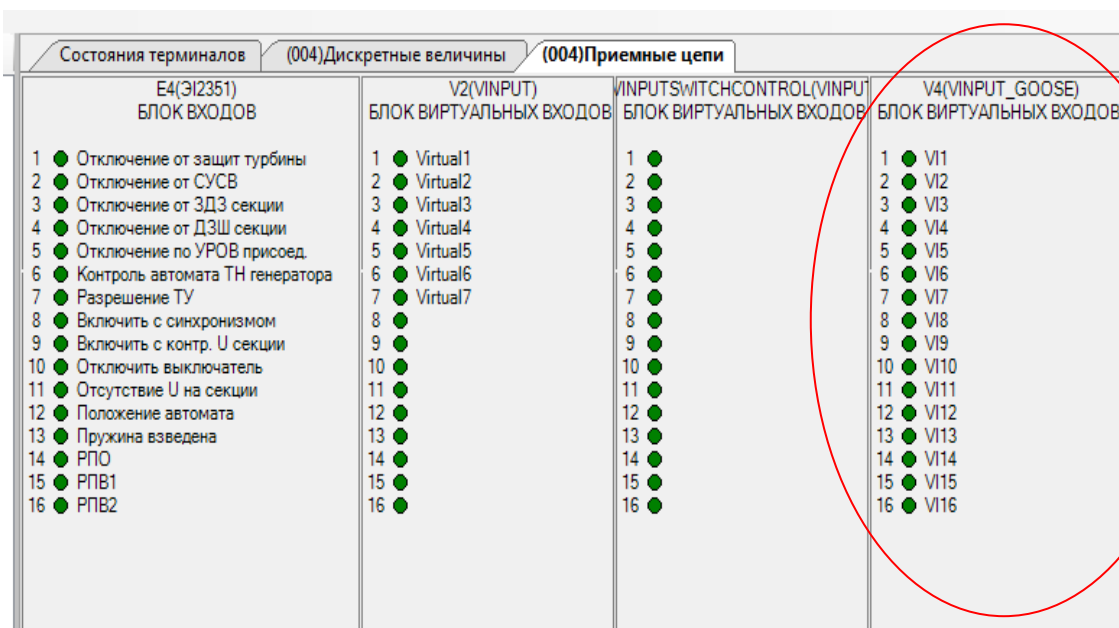 Состояния терминалов
(004)Дискретные величины
(004)Приемные цепи
E4(ЭI2351)
БЛОК ВХОДОВ
1 Отключение от защит турбины
2 Отключение от СУСВ
3 Отключение от ЗДЗ секции
4 Отключение от ДЗШ секции
5 Отключение по УРОВ присоед.
6 Контроль автомата ТН генератора
7 Разрешение ТУ
8 Включить с синхронизмом
9 Включить с контр. U секции
10 Отключить выключатель
11 Отсутствие U на секции
12 Положение автомата
13 Пружина взведена
14 РПО
15 РПВ1
16 РПВ2
V2(VINPUT)
БЛОК ВИРТУАЛЬНЫХ ВХОДОВ
1 Virtual1
2 Virtual2
3 Virtual3
4 Virtual4
5 Virtual5
6 Virtual6
7 Virtual7
8
9
10
11
12
13
14
15
16
VINPUTSWITCHCONTROL(VINPUT
БЛОК ВИРТУАЛЬНЫХ ВХОДОВ
1
2
3
4
5
6
7
8
9
10
11
12
13
14
15
16
V4(VINPUT_GOOSE)
БЛОК ВИРТУАЛЬНЫХ ВХОДОВ
1 VI1
2 VI2
3 VI3
4 VI4
5 VI5
6 VI6
7 VI7
8 VI8
9 VI9
10 VI10
11 VI11
12 VI12
13 VI13
14 VI14
15 VI15
16 VI16